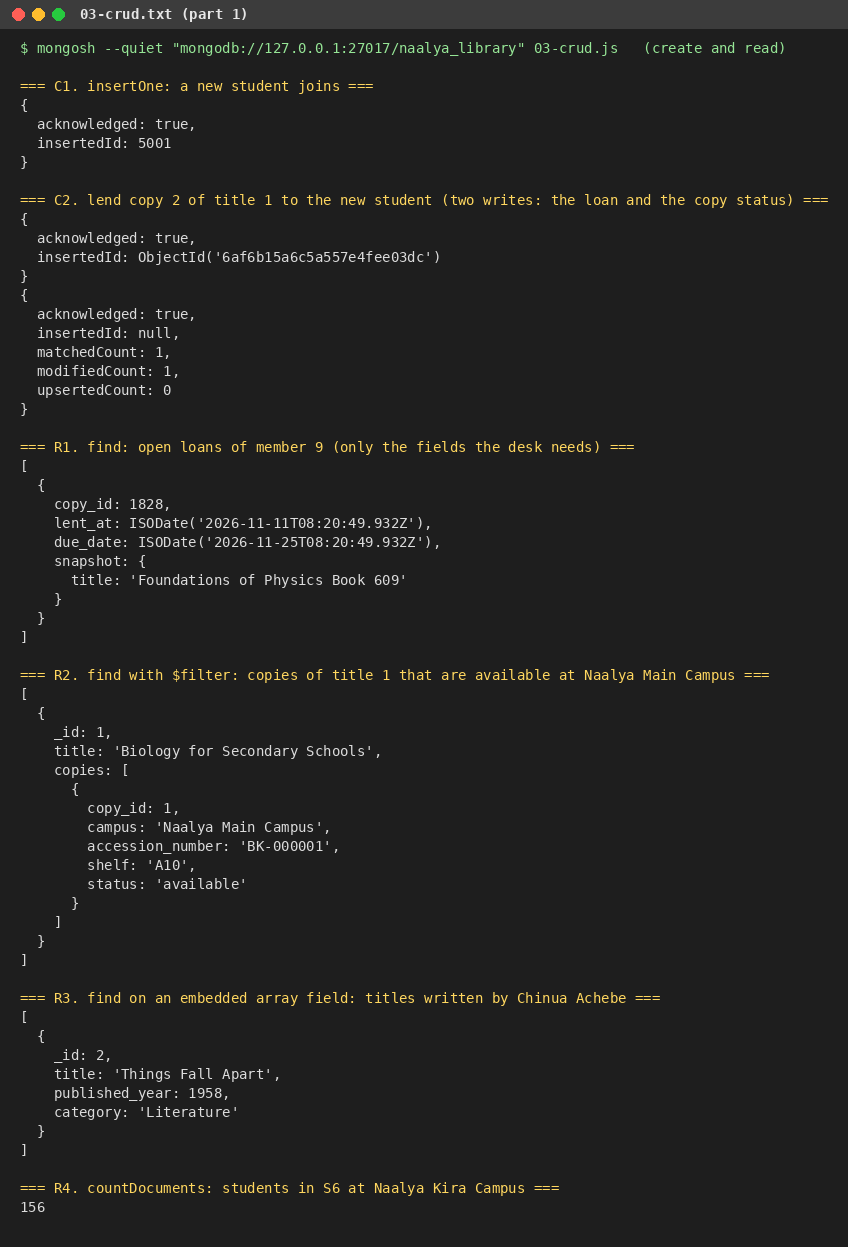 03-crud.txt (part 1)
$ mongosh --quiet "mongodb://127.0.0.1:27017/naalya_library" 03-crud.js   (create and read)
=== C1. insertOne: a new student joins ===
{
  acknowledged: true,
  insertedId: 5001
}
=== C2. lend copy 2 of title 1 to the new student (two writes: the loan and the copy status) ===
{
  acknowledged: true,
  insertedId: ObjectId('6af6b15a6c5a557e4fee03dc')
}
{
  acknowledged: true,
  insertedId: null,
  matchedCount: 1,
  modifiedCount: 1,
  upsertedCount: 0
}
=== R1. find: open loans of member 9 (only the fields the desk needs) ===
[
  {
    copy_id: 1828,
    lent_at: ISODate('2026-11-11T08:20:49.932Z'),
    due_date: ISODate('2026-11-25T08:20:49.932Z'),
    snapshot: {
      title: 'Foundations of Physics Book 609'
    }
  }
]
=== R2. find with $filter: copies of title 1 that are available at Naalya Main Campus ===
[
  {
    _id: 1,
    title: 'Biology for Secondary Schools',
    copies: [
      {
        copy_id: 1,
        campus: 'Naalya Main Campus',
        accession_number: 'BK-000001',
        shelf: 'A10',
        status: 'available'
      }
    ]
  }
]
=== R3. find on an embedded array field: titles written by Chinua Achebe ===
[
  {
    _id: 2,
    title: 'Things Fall Apart',
    published_year: 1958,
    category: 'Literature'
  }
]
=== R4. countDocuments: students in S6 at Naalya Kira Campus ===
156